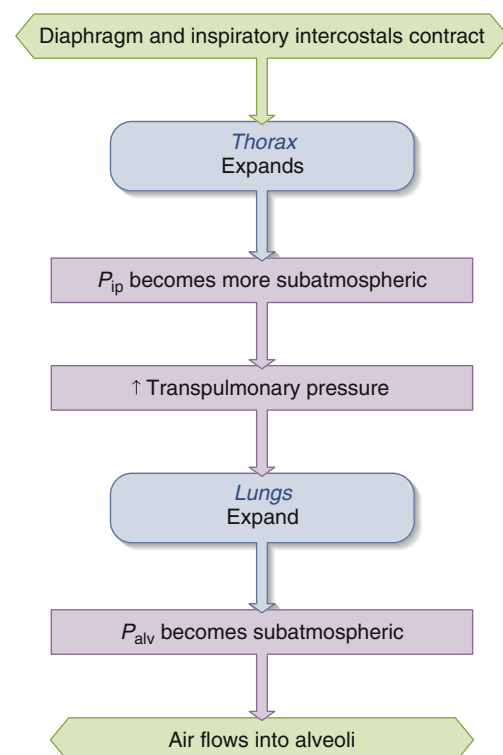 Diaphragm and inspiratory intercostals contract
Thorax
Expands
Pip becomes more subatmospheric
↑ Transpulmonary pressure
Lungs
Expand
Palv becomes subatmospheric
Air flows into alveoli